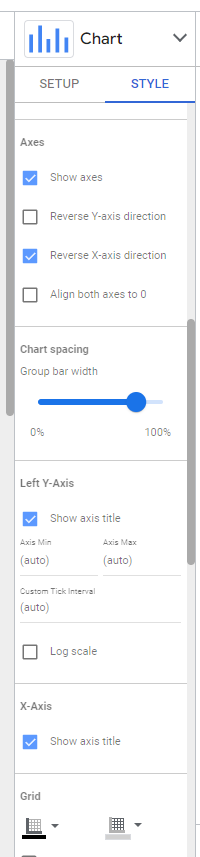 Chart
SETUP STYLE
Axes
Show axes
Reverse Y-axis direction
Reverse X-axis direction
Align both axes to 0
Chart spacing
Group bar width
0% 100%
Left Y-Axis
Show axis title
Axis Min Axis Max
(auto) (auto)
Custom Tick Interval
(auto)
Log scale
X-Axis
Show axis title
Grid